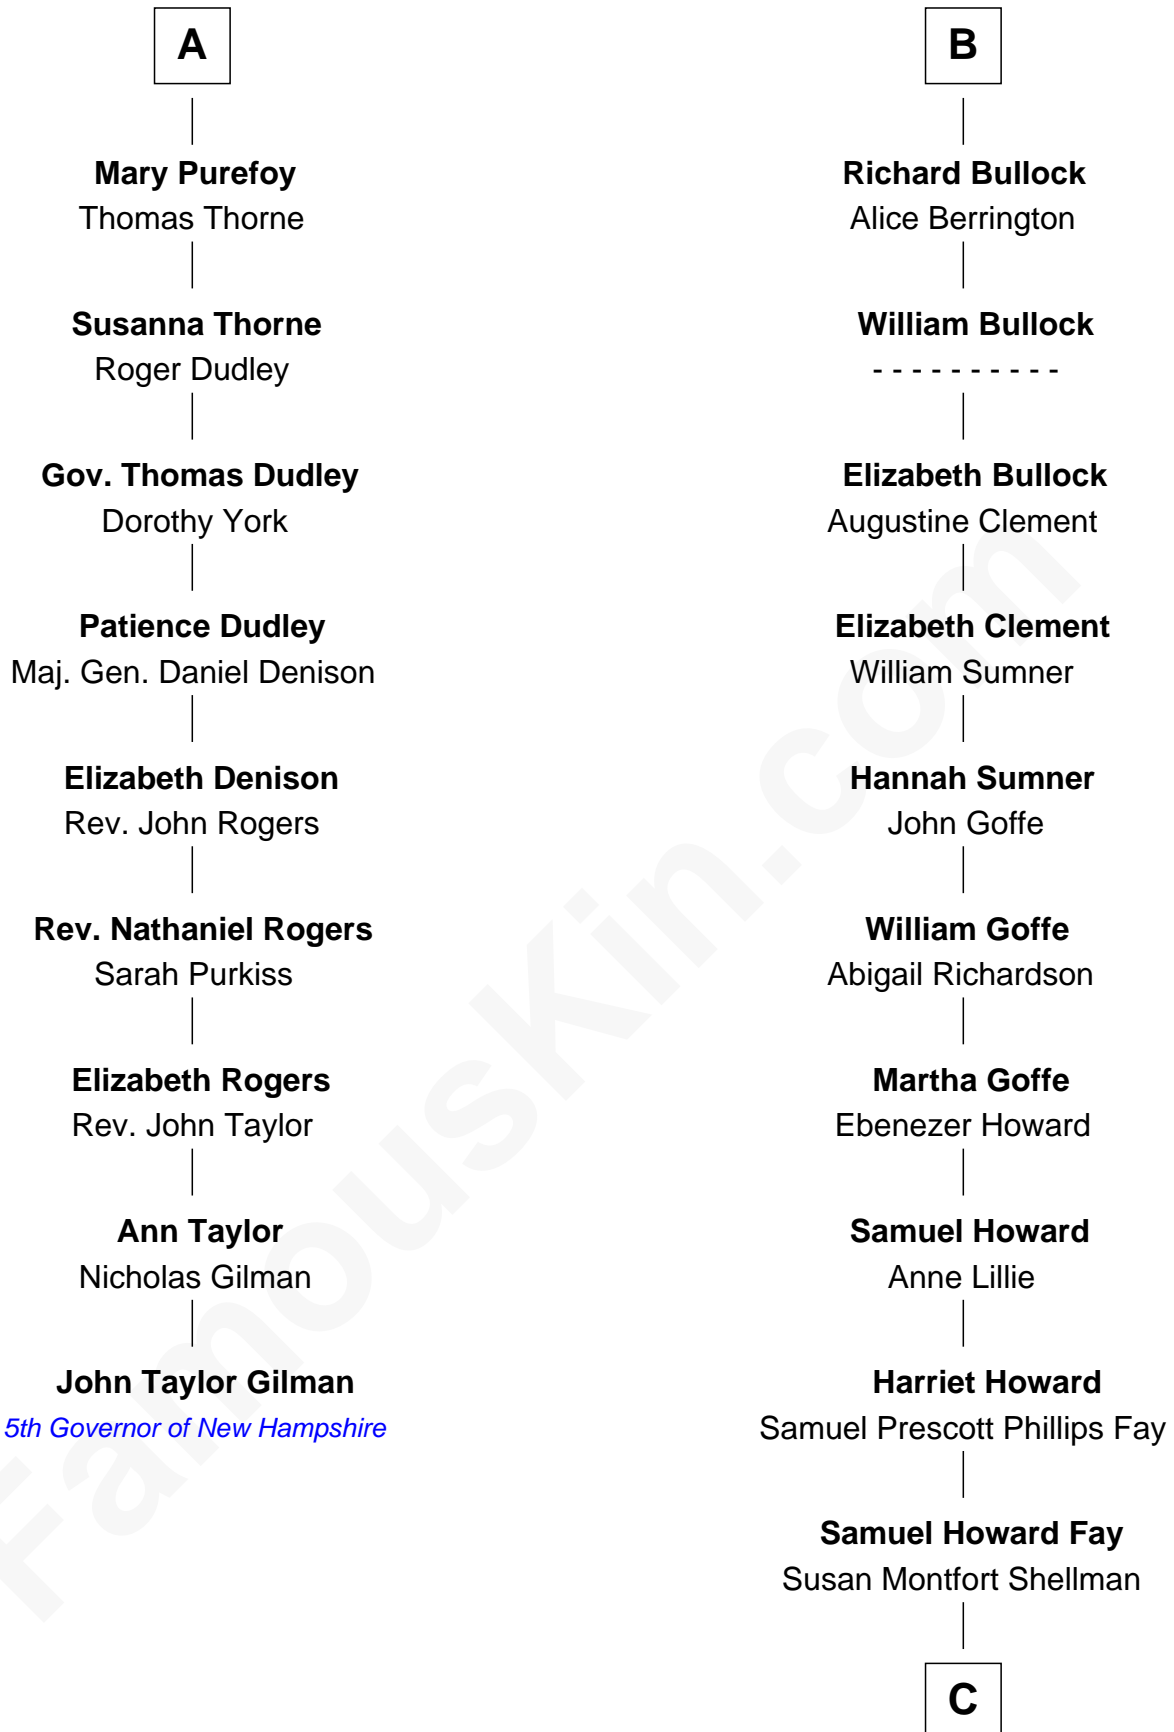 A
Mary Purefoy
Thomas Thorne
Susanna Thorne
Roger Dudley
Gov. Thomas Dudley
Dorothy York
Patience Dudley
Maj. Gen. Daniel Denison
Elizabeth Denison
Rev. John Rogers
Rev. Nathaniel Rogers
Sarah Purkiss
Elizabeth Rogers
Rev. John Taylor
Ann Taylor
Nicholas Gilman
John Taylor Gilman
5th Governor of New Hampshire
B
Richard Bullock
Alice Berrington
William Bullock
- - - - - - - - - -
Elizabeth Bullock
Augustine Clement
Elizabeth Clement
William Sumner
Hannah Sumner
John Goffe
William Goffe
Abigail Richardson
Martha Goffe
Ebenezer Howard
Samuel Howard
Anne Lillie
Harriet Howard
Samuel Prescott Phillips Fay
Samuel Howard Fay
Susan Montfort Shellman
C
FamousKin.com